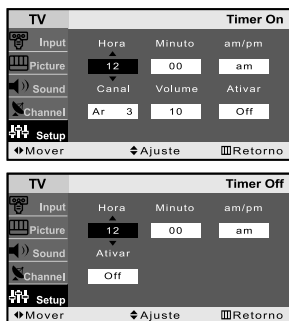 TV Timer On
Input Hora Minuto am/pm
Picture 12 00 am
Sound Canal Volume Ativar
Channel Ar 3 10 Off
Setup
Mover Ajuste Retorno
TV Timer Off
Input Hora Minuto am/pm
Picture 12 00 am
Sound Ativar
Channel Off
Setup
Mover Ajuste Retorno